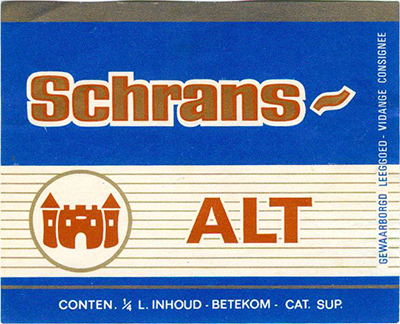 Schrans~
ALT
CONTEN. ¼ L. INHOUD - BETEKOM - CAT. SUP.
GEWAARBORGD LEEGGOED - VIDANGE CONSIGNEE